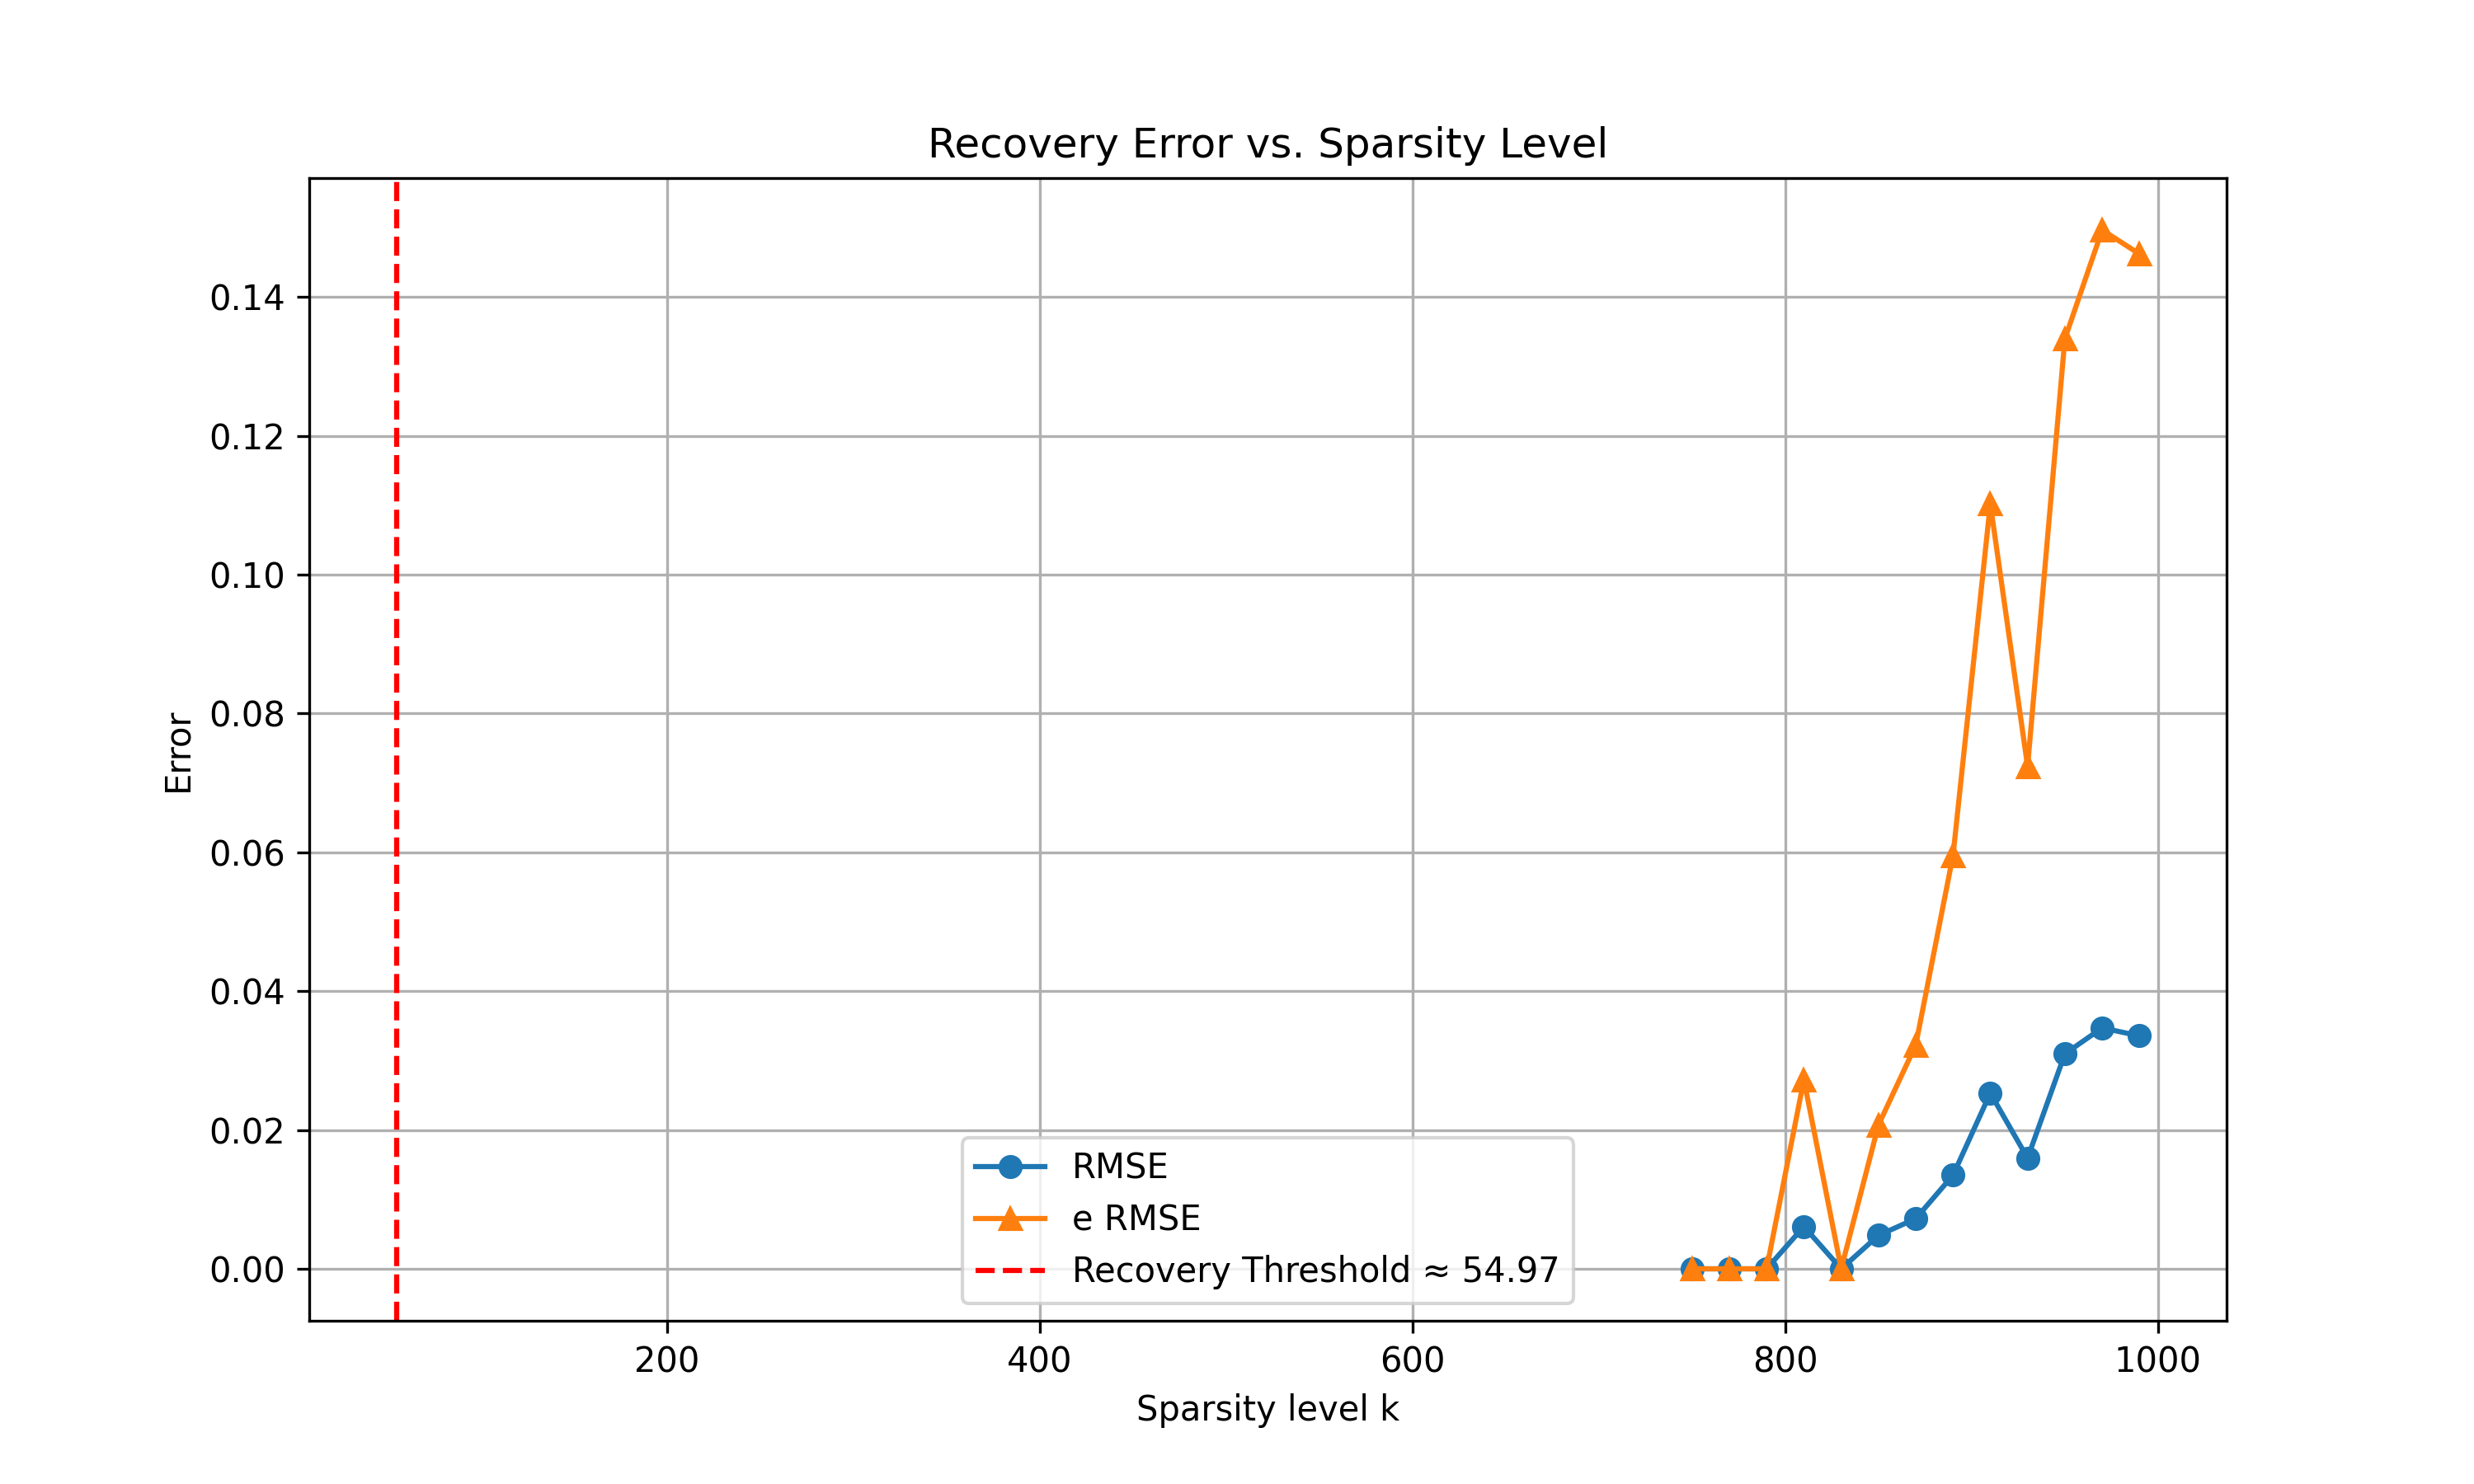 Recovery Error vs. Sparsity Level
Error
0.14
0.12
0.10
0.08
0.06
0.04
0.02
0.00
RMSE
e RMSE
Recovery Threshold ≈ 54.97
200 400 600 800 1000
Sparsity level k